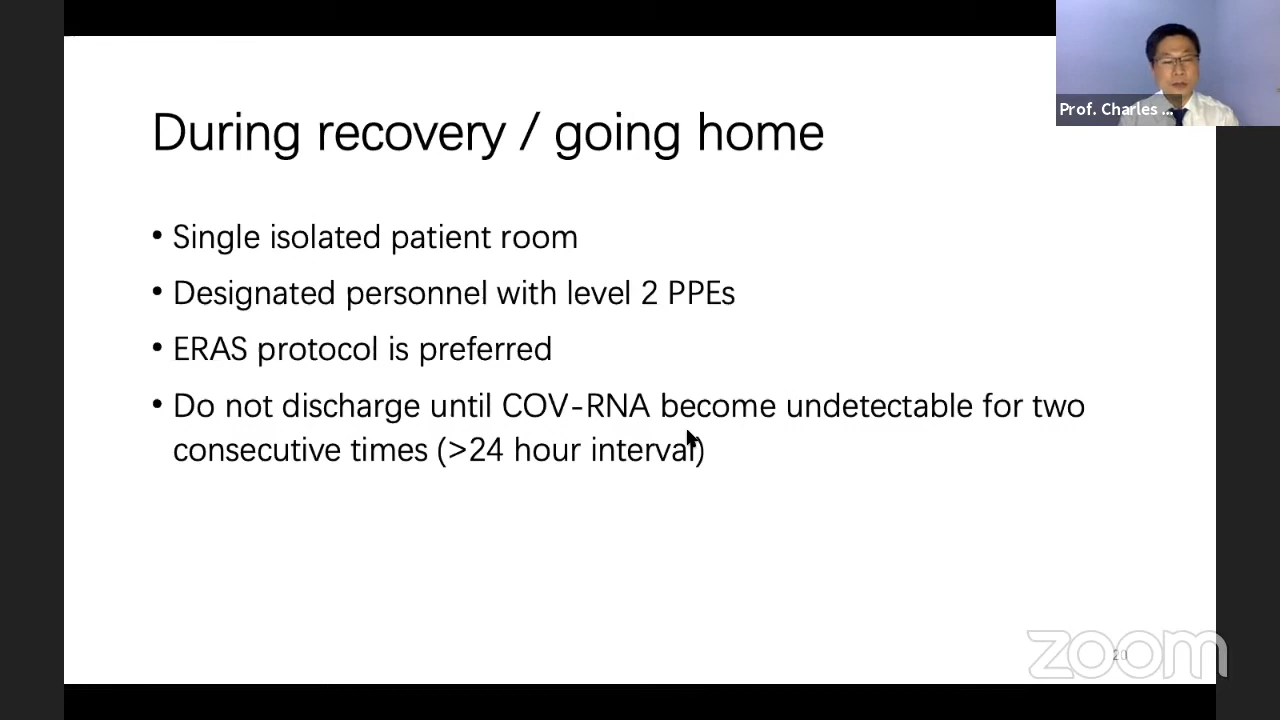 Prof. Charles ...
During recovery / going home
• Single isolated patient room
• Designated personnel with level 2 PPEs
• ERAS protocol is preferred
• Do not discharge until COV-RNA become undetectable for two
consecutive times (>24 hour interval)
20
zoom